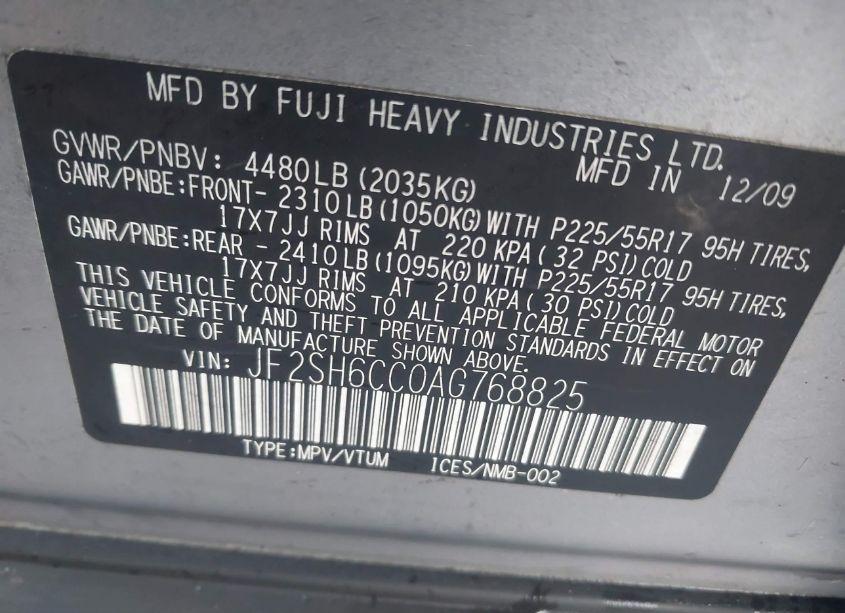 MFD BY FUJI HEAVY INDUSTRIES LTD.
MFD IN 12/09
GVWR/PNBV: 4480LB (2035KG)
GAWR/PNBE:FRONT- 2310LB (1050KG) WITH P225/55R17 95H TIRES,
17X7JJ RIMS AT 220 KPA ( 32 PSI) COLD
GAWR/PNBE:REAR - 2410LB (1095KG) WITH P225/55R17 95H TIRES,
17X7JJ RIMS AT 210 KPA ( 30 PSI) COLD
THIS VEHICLE CONFORMS TO ALL APPLICABLE FEDERAL MOTOR
VEHICLE SAFETY AND THEFT PREVENTION STANDARDS IN EFFECT ON
THE DATE OF MANUFACTURE SHOWN ABOVE.
VIN: JF2SH6CC0AG768825
TYPE:MPV/VTUM ICES/NMB-002